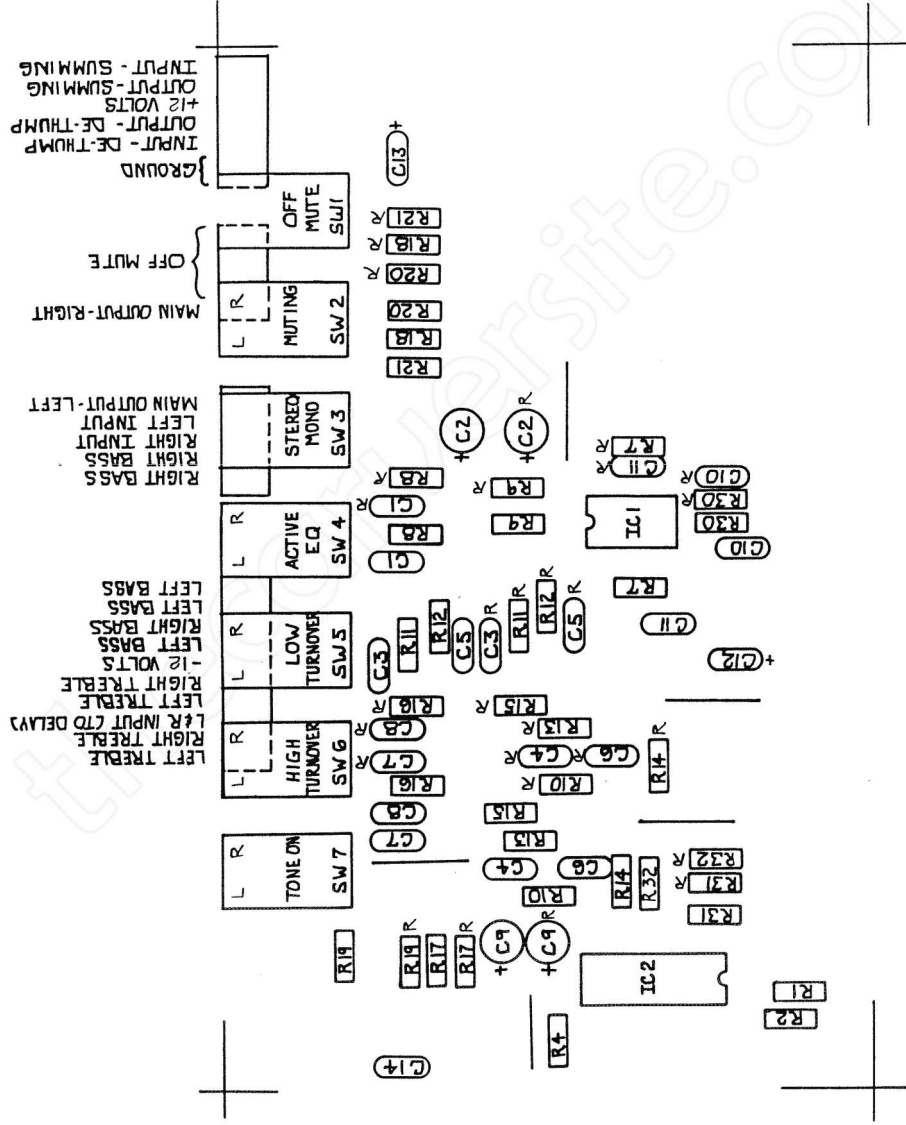 INPUT - SUMMING
OUTPUT - SUMMING
+12 VOLTS
OUTPUT - DE-THUMP
INPUT - DE-THUMP
GROUND
OFF MUTE
MAIN OUTPUT-RIGHT
MAIN OUTPUT-LEFT
LEFT INPUT
RIGHT INPUT
RIGHT BASS
RIGHT BASS
LEFT BASS
LEFT BASS
RIGHT BASS
LEFT BASS
-12 VOLTS
RIGHT TREBLE
LEFT TREBLE
L&R INPUT (TO DELAY)
RIGHT TREBLE
LEFT TREBLE
OFF MUTE SW1
L R
MUTING
SW 2
STEREO MONO
SW 3
L R
ACTIVE EQ
SW 4
L R
LOW TURNOVER
SW 5
L R
HIGH TURNOVER
SW 6
L R
TONE ON
SW 7
C13 +
R21 R
R18 R
R20 R
R20
R18
R21
C2 +
C2 R +
R8 R
C1 R
R8
C1
R9 R
R9
R7 R
C11 R
C10 R
R30 R
R30
C10
IC1
R7
C11
C12 +
C3
R11
R12
C5
C3 R
R11 R
R12 R
C5 R
R16 R
C8 R
C7 R
R16
C8
C7
R15 R
R13 R
C4 R
C6 R
R10 R
R14 R
R15
R13
C4
C6
R10
R14
R32
R32 R
R31 R
R31
R19
R19 R
R17
R17 R
C9 +
C9 R +
IC2
R1
R2
R4
C14
thecarversite.com